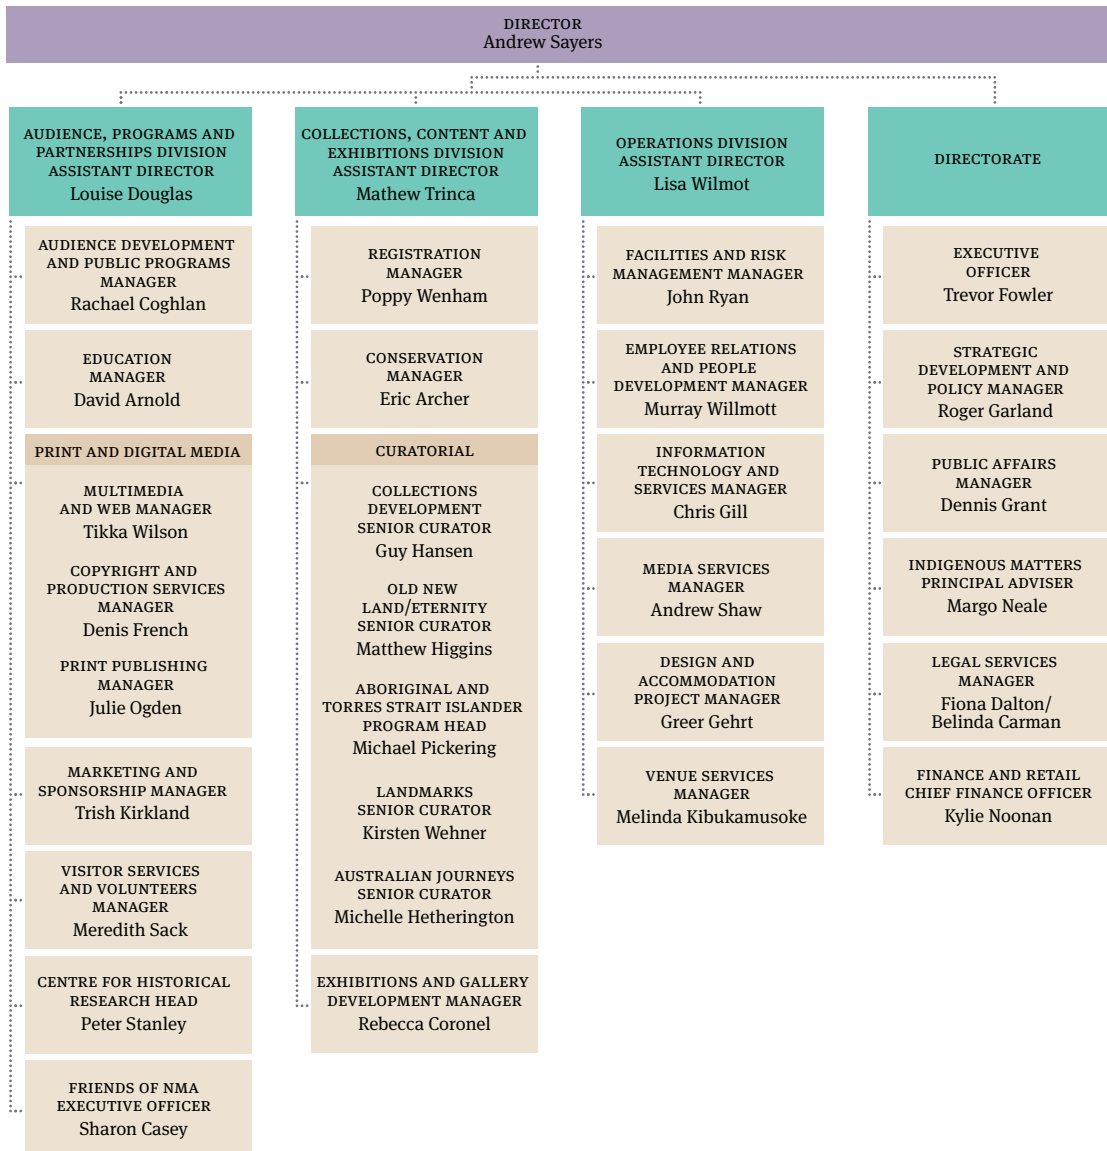 DIRECTOR
Andrew Sayers
AUDIENCE, PROGRAMS AND
PARTNERSHIPS DIVISION
ASSISTANT DIRECTOR
Louise Douglas
AUDIENCE DEVELOPMENT
AND PUBLIC PROGRAMS
MANAGER
Rachael Coghlan
EDUCATION
MANAGER
David Arnold
PRINT AND DIGITAL MEDIA
MULTIMEDIA
AND WEB MANAGER
Tikka Wilson
COPYRIGHT AND
PRODUCTION SERVICES
MANAGER
Denis French
PRINT PUBLISHING
MANAGER
Julie Ogden
MARKETING AND
SPONSORSHIP MANAGER
Trish Kirkland
VISITOR SERVICES
AND VOLUNTEERS
MANAGER
Meredith Sack
CENTRE FOR HISTORICAL
RESEARCH HEAD
Peter Stanley
FRIENDS OF NMA
EXECUTIVE OFFICER
Sharon Casey
COLLECTIONS, CONTENT AND
EXHIBITIONS DIVISION
ASSISTANT DIRECTOR
Mathew Trinca
REGISTRATION
MANAGER
Poppy Wenham
CONSERVATION
MANAGER
Eric Archer
CURATORIAL
COLLECTIONS
DEVELOPMENT
SENIOR CURATOR
Guy Hansen
OLD NEW
LAND/ETERNITY
SENIOR CURATOR
Matthew Higgins
ABORIGINAL AND
TORRES STRAIT ISLANDER
PROGRAM HEAD
Michael Pickering
LANDMARKS
SENIOR CURATOR
Kirsten Wehner
AUSTRALIAN JOURNEYS
SENIOR CURATOR
Michelle Hetherington
EXHIBITIONS AND GALLERY
DEVELOPMENT MANAGER
Rebecca Coronel
OPERATIONS DIVISION
ASSISTANT DIRECTOR
Lisa Wilmot
FACILITIES AND RISK
MANAGEMENT MANAGER
John Ryan
EMPLOYEE RELATIONS
AND PEOPLE
DEVELOPMENT MANAGER
Murray Willmott
INFORMATION
TECHNOLOGY AND
SERVICES MANAGER
Chris Gill
MEDIA SERVICES
MANAGER
Andrew Shaw
DESIGN AND
ACCOMMODATION
PROJECT MANAGER
Greer Gehrt
VENUE SERVICES
MANAGER
Melinda Kibukamusoke
DIRECTORATE
EXECUTIVE
OFFICER
Trevor Fowler
STRATEGIC
DEVELOPMENT AND
POLICY MANAGER
Roger Garland
PUBLIC AFFAIRS
MANAGER
Dennis Grant
INDIGENOUS MATTERS
PRINCIPAL ADVISER
Margo Neale
LEGAL SERVICES
MANAGER
Fiona Dalton/
Belinda Carman
FINANCE AND RETAIL
CHIEF FINANCE OFFICER
Kylie Noonan